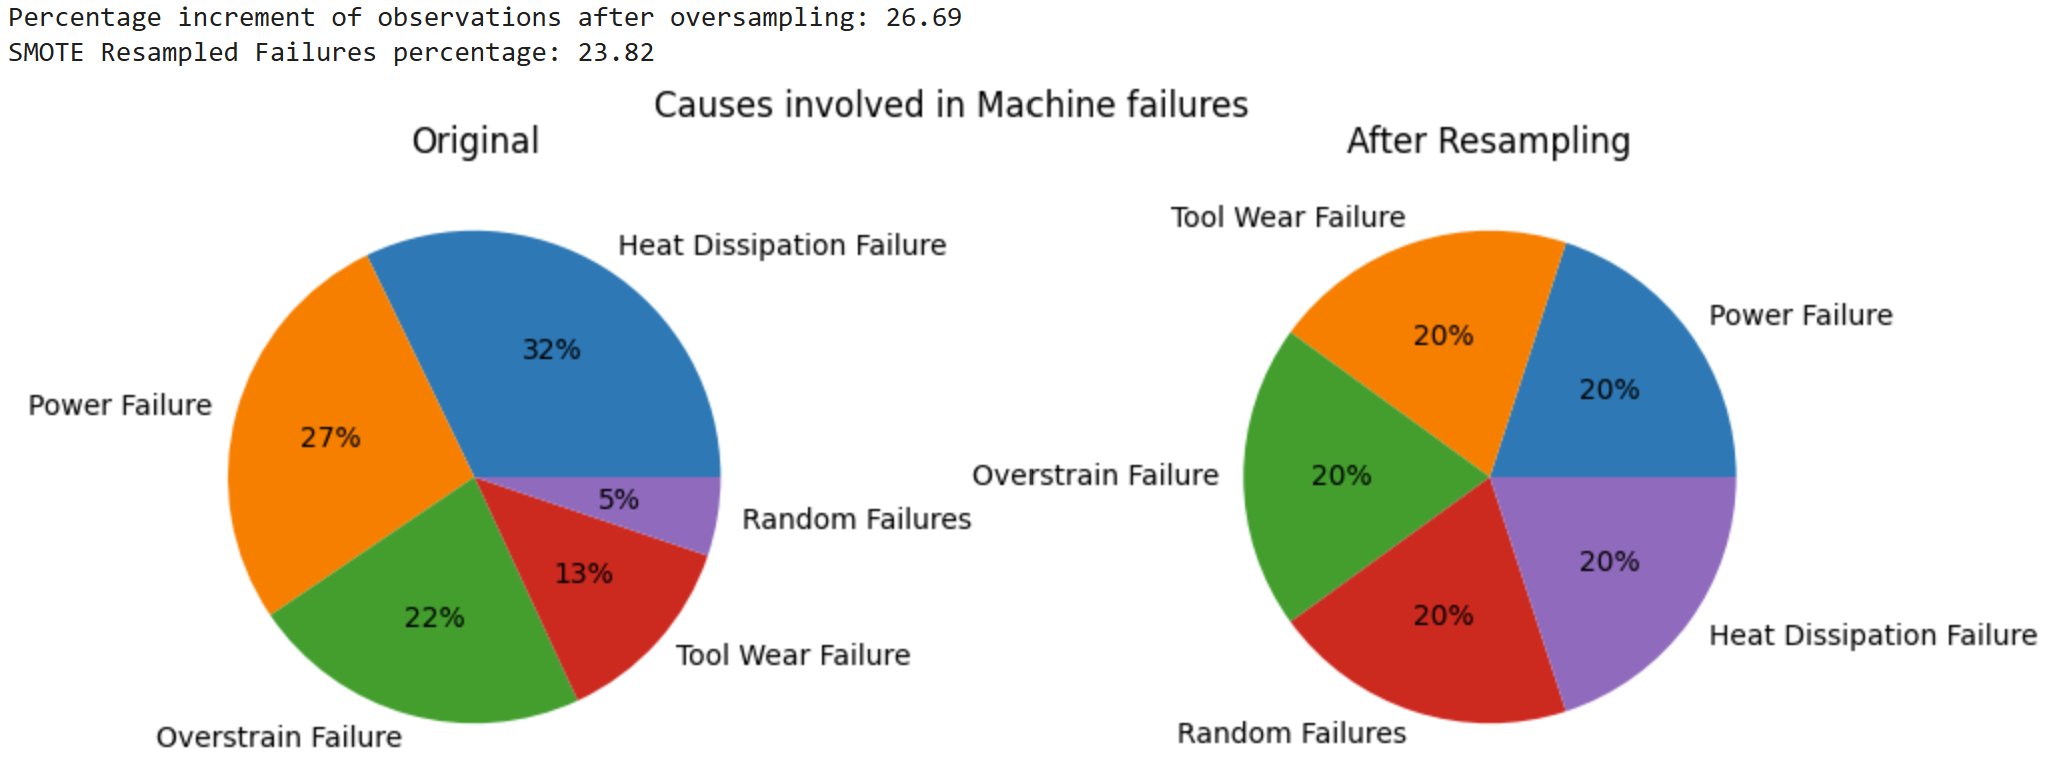 Percentage increment of observations after oversampling: 26.69
SMOTE Resampled Failures percentage: 23.82
Causes involved in Machine failures
Original
Heat Dissipation Failure
32%
Power Failure
27%
5%
Random Failures
13%
22%
Tool Wear Failure
Overstrain Failure
After Resampling
Tool Wear Failure
Power Failure
20%
20%
Overstrain Failure
20%
20%
20%
Heat Dissipation Failure
Random Failures